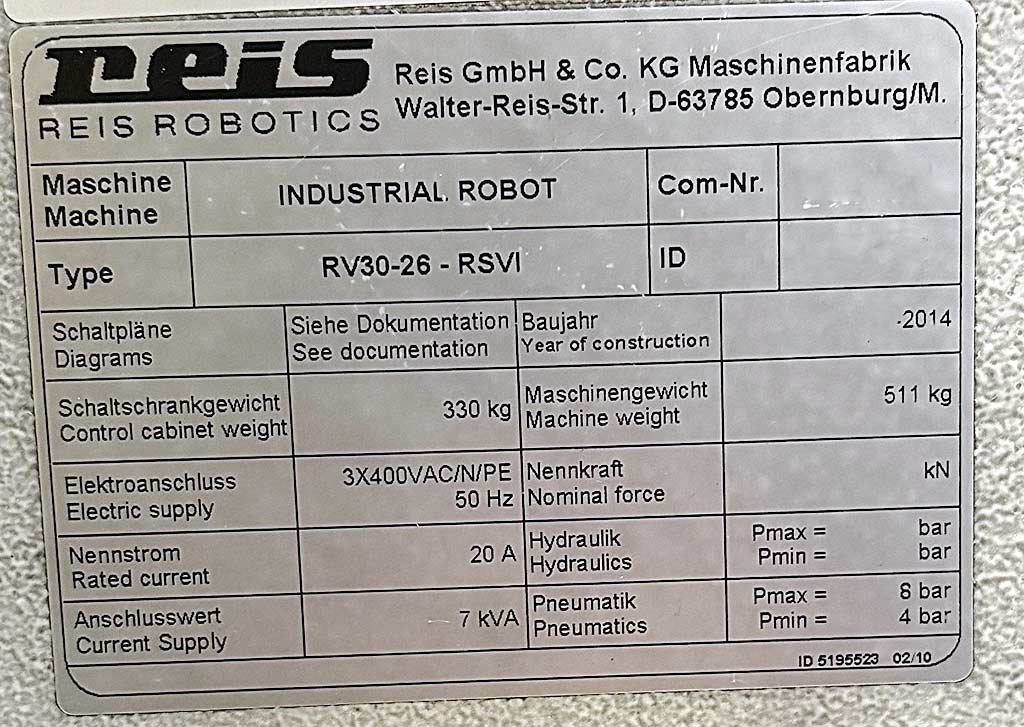 reis
REIS ROBOTICS
Reis GmbH & Co. KG Maschinenfabrik
Walter-Reis-Str. 1, D-63785 Obernburg/M.
Maschine
Machine
INDUSTRIAL. ROBOT
Com-Nr.
Type
RV30-26 - RSVI
ID
Schaltpläne
Diagrams
Siehe Dokumentation
See documentation
Baujahr
Year of construction
-2014
Schaltschrankgewicht
Control cabinet weight
330 kg
Maschinengewicht
Machine weight
511 kg
Elektroanschluss
Electric supply
3X400VAC/N/PE
50 Hz
Nennkraft
Nominal force
kN
Nennstrom
Rated current
20 A
Hydraulik
Hydraulics
Pmax = bar
Pmin = bar
Anschlusswert
Current Supply
7 kVA
Pneumatik
Pneumatics
Pmax = 8 bar
Pmin = 4 bar
ID 5195523 02/10